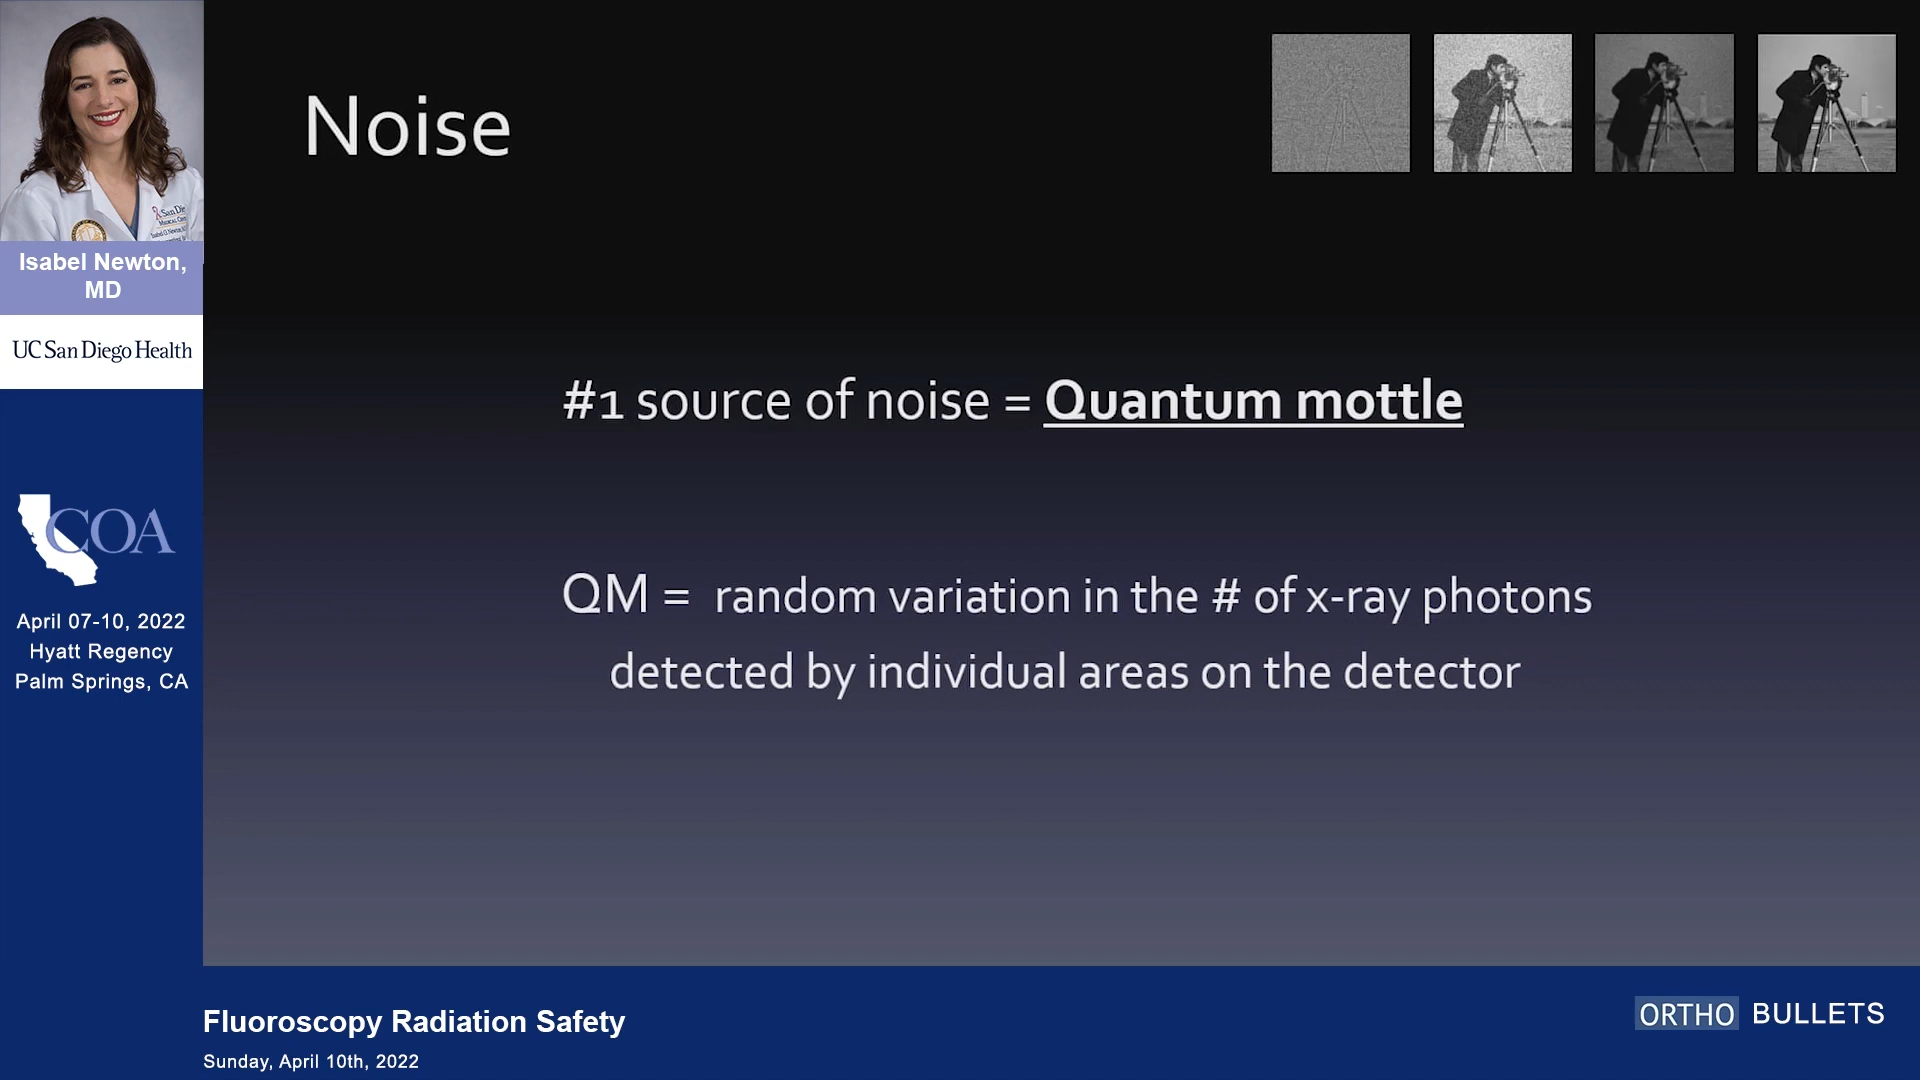 Noise
#1 source of noise = Quantum mottle
QM = random variation in the # of x-ray photons
detected by individual areas on the detector
San Die
Isabel Newton,
MD
UC San Diego Health
COA
April 07-10, 2022
Hyatt Regency
Palm Springs, CA
Fluoroscopy Radiation Safety
Sunday, April 10th, 2022
ORTHO BULLETS